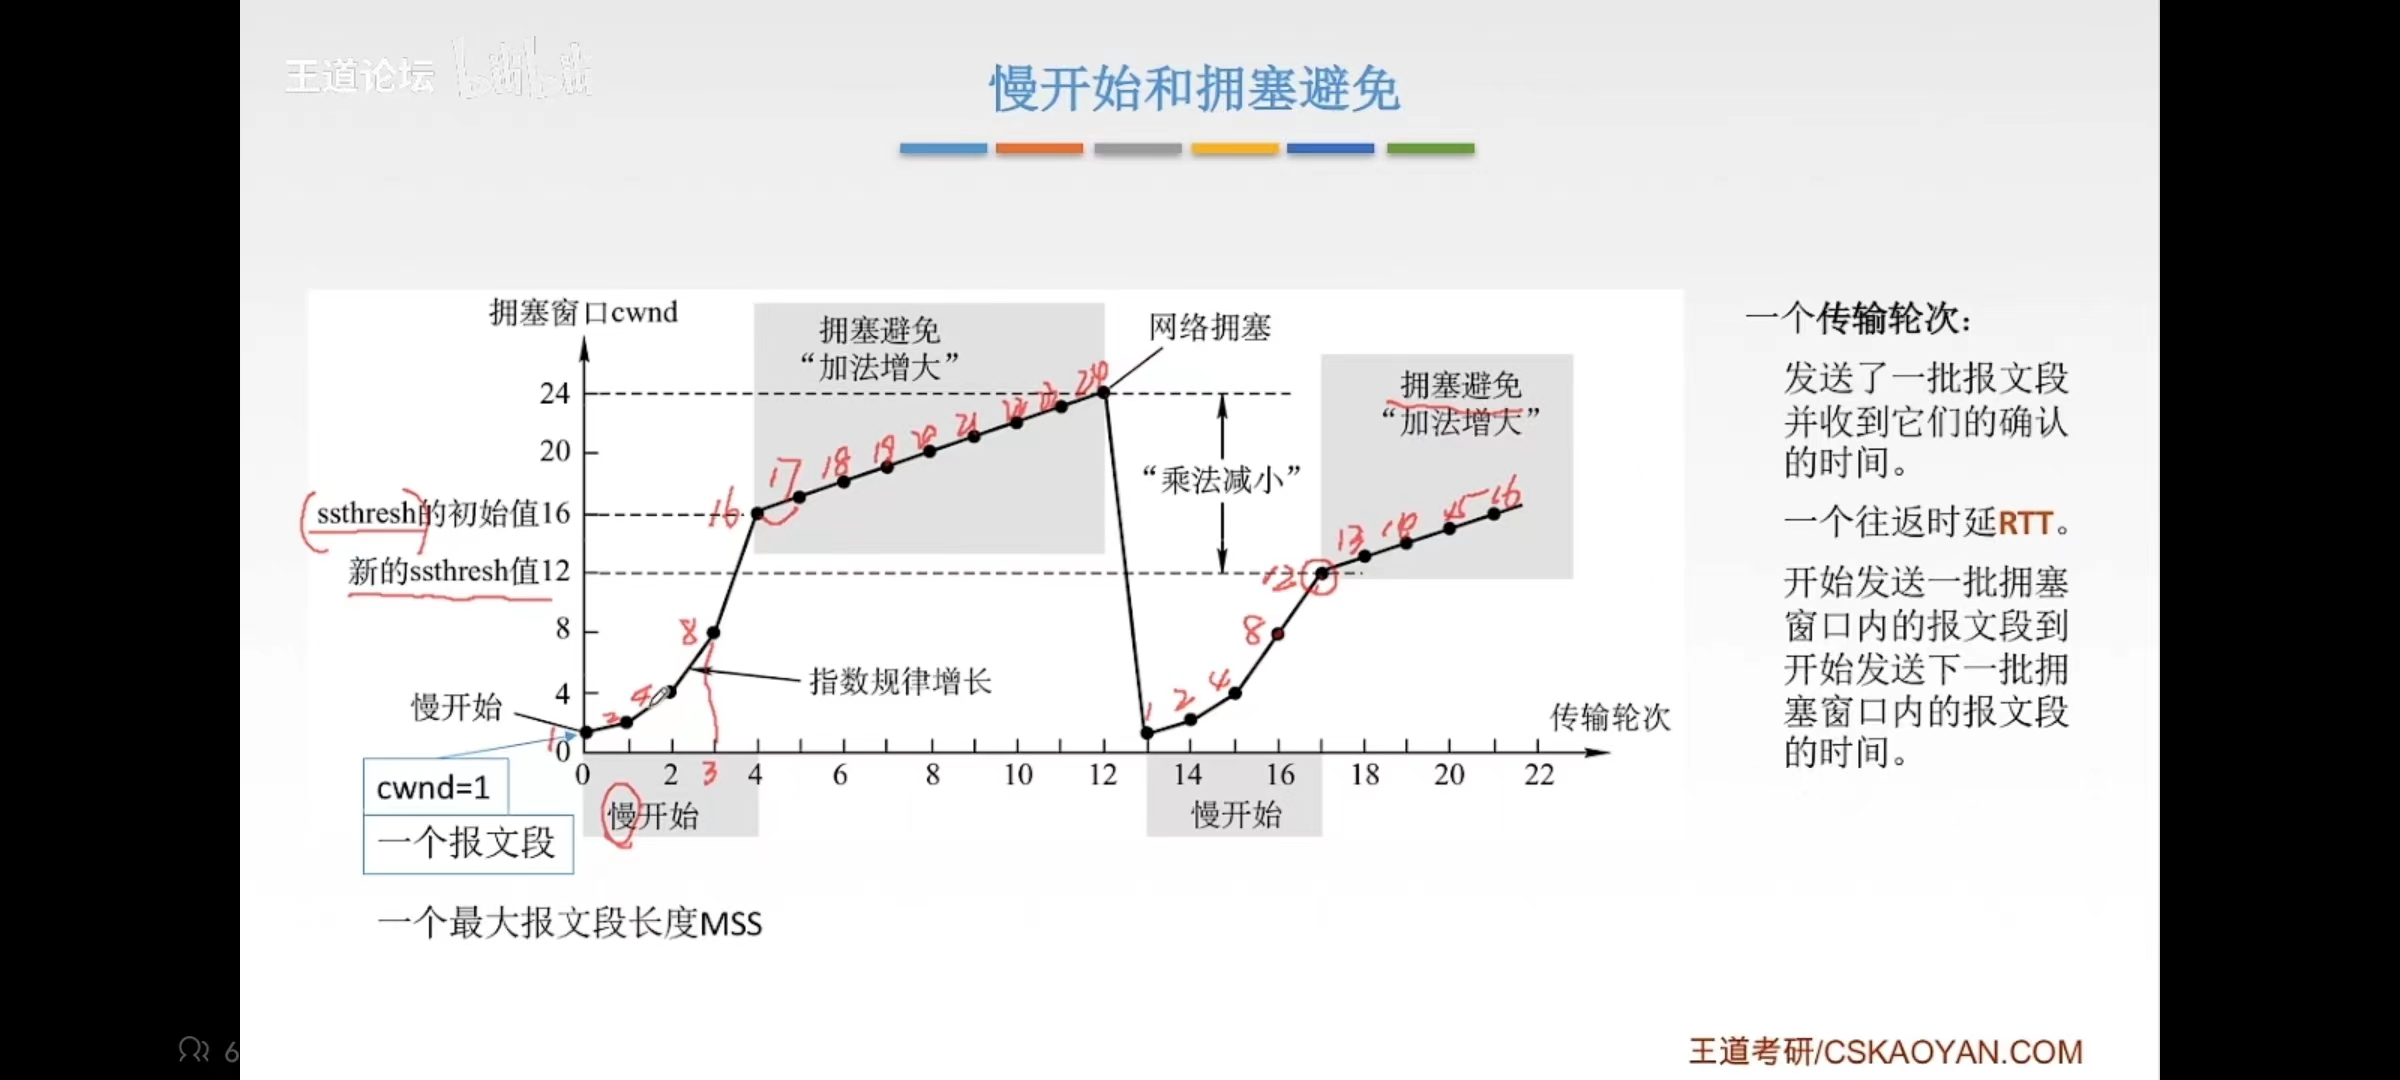 王道论坛 bilibili
慢开始和拥塞避免
拥塞窗口cwnd
24
20
ssthresh的初始值16
新的ssthresh值12
8
4
0
慢开始
拥塞避免
“加法增大”
网络拥塞
“乘法减小”
拥塞避免
“加法增大”
指数规律增长
传输轮次
0 2 3 4 6 8 10 12 14 16 18 20 22
慢开始
慢开始
1 2 4 8 16 17 18 19 20 21 22 23 24
1 2 4 8 12 13 14 15 16
cwnd=1
一个报文段
一个最大报文段长度MSS
一个传输轮次：
发送了一批报文段
并收到它们的确认
的时间。
一个往返时延RTT。
开始发送一批拥塞
窗口内的报文段到
开始发送下一批拥
塞窗口内的报文段
的时间。
6
王道考研/CSKAOYAN.COM